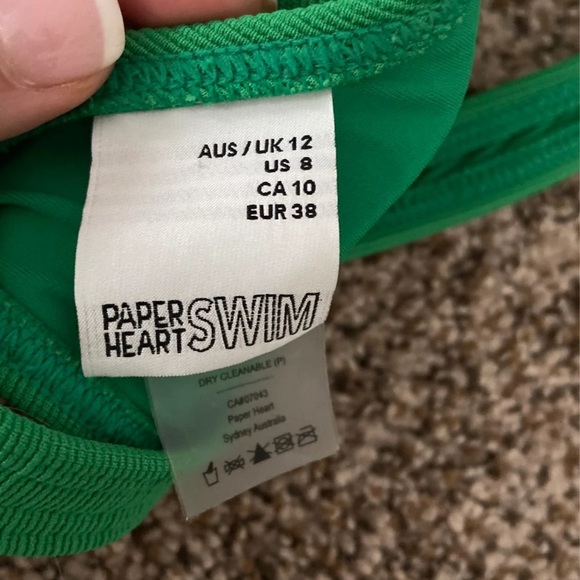 AUS / UK 12
US 8
CA 10
EUR 38
PAPER HEART SWIM
DRY CLEANABLE (P)
CA#07043
Paper Heart
Sydney Australia